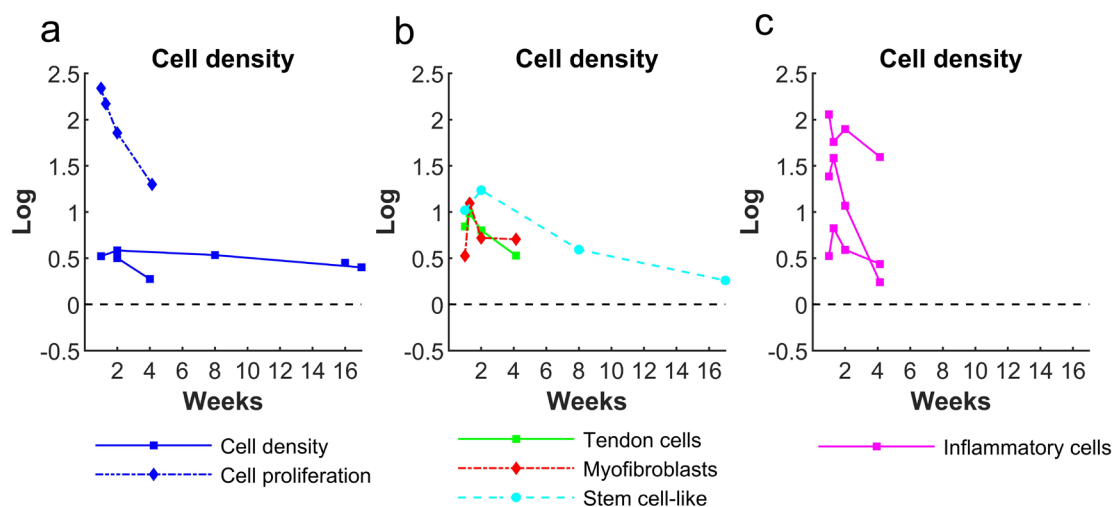 a
Cell density
2.5
2
1.5
1
0.5
0
-0.5
Log
2 4 6 8 10 12 14 16
Weeks
Cell density
Cell proliferation
b
Cell density
2.5
2
1.5
1
0.5
0
-0.5
Log
2 4 6 8 10 12 14 16
Weeks
Tendon cells
Myofibroblasts
Stem cell-like
c
Cell density
2.5
2
1.5
1
0.5
0
-0.5
Log
2 4 6 8 10 12 14 16
Weeks
Inflammatory cells